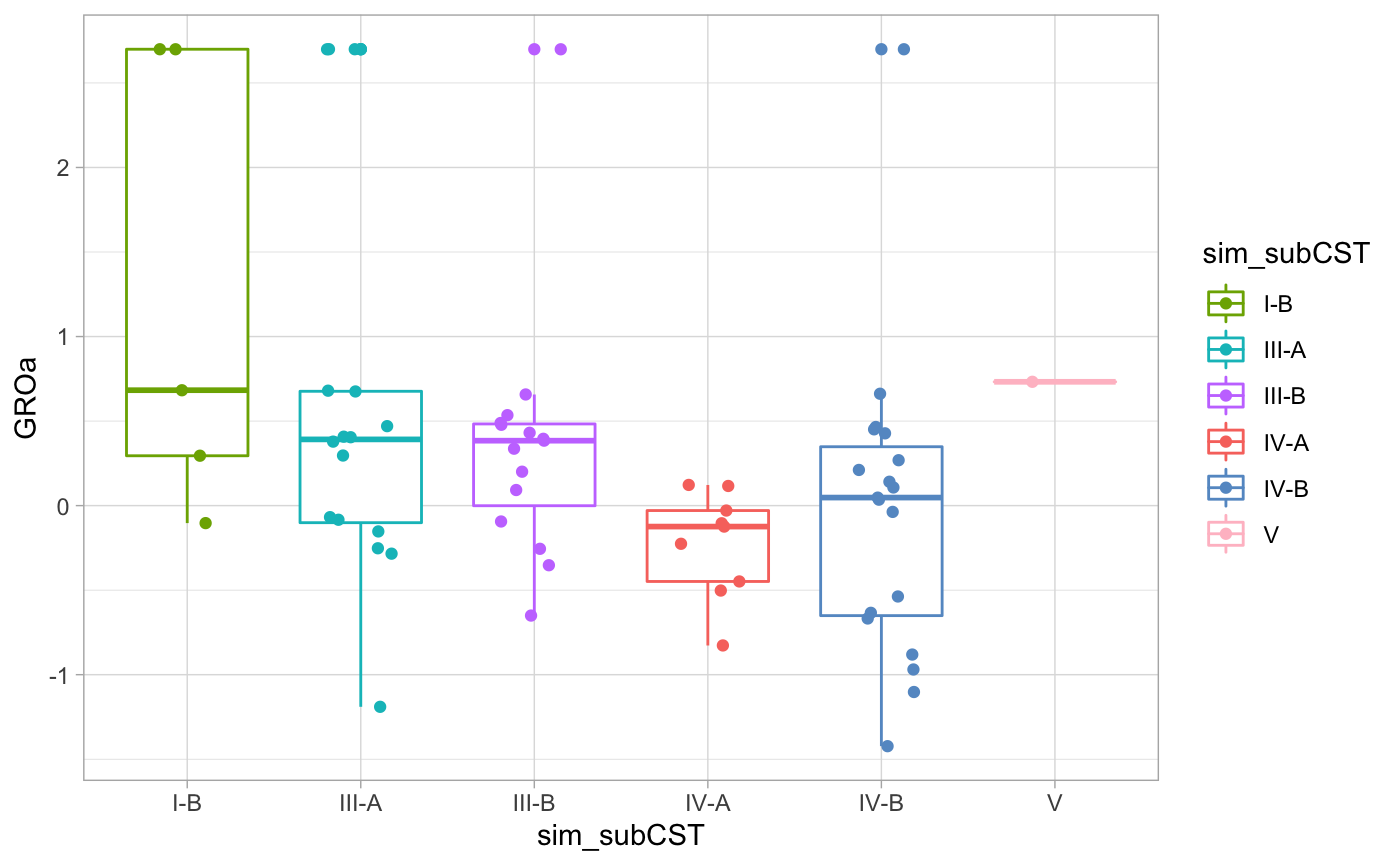 GROa
2
1
0
-1
I-B
III-A
III-B
IV-A
IV-B
V
sim_subCST
sim_subCST
I-B
III-A
III-B
IV-A
IV-B
V